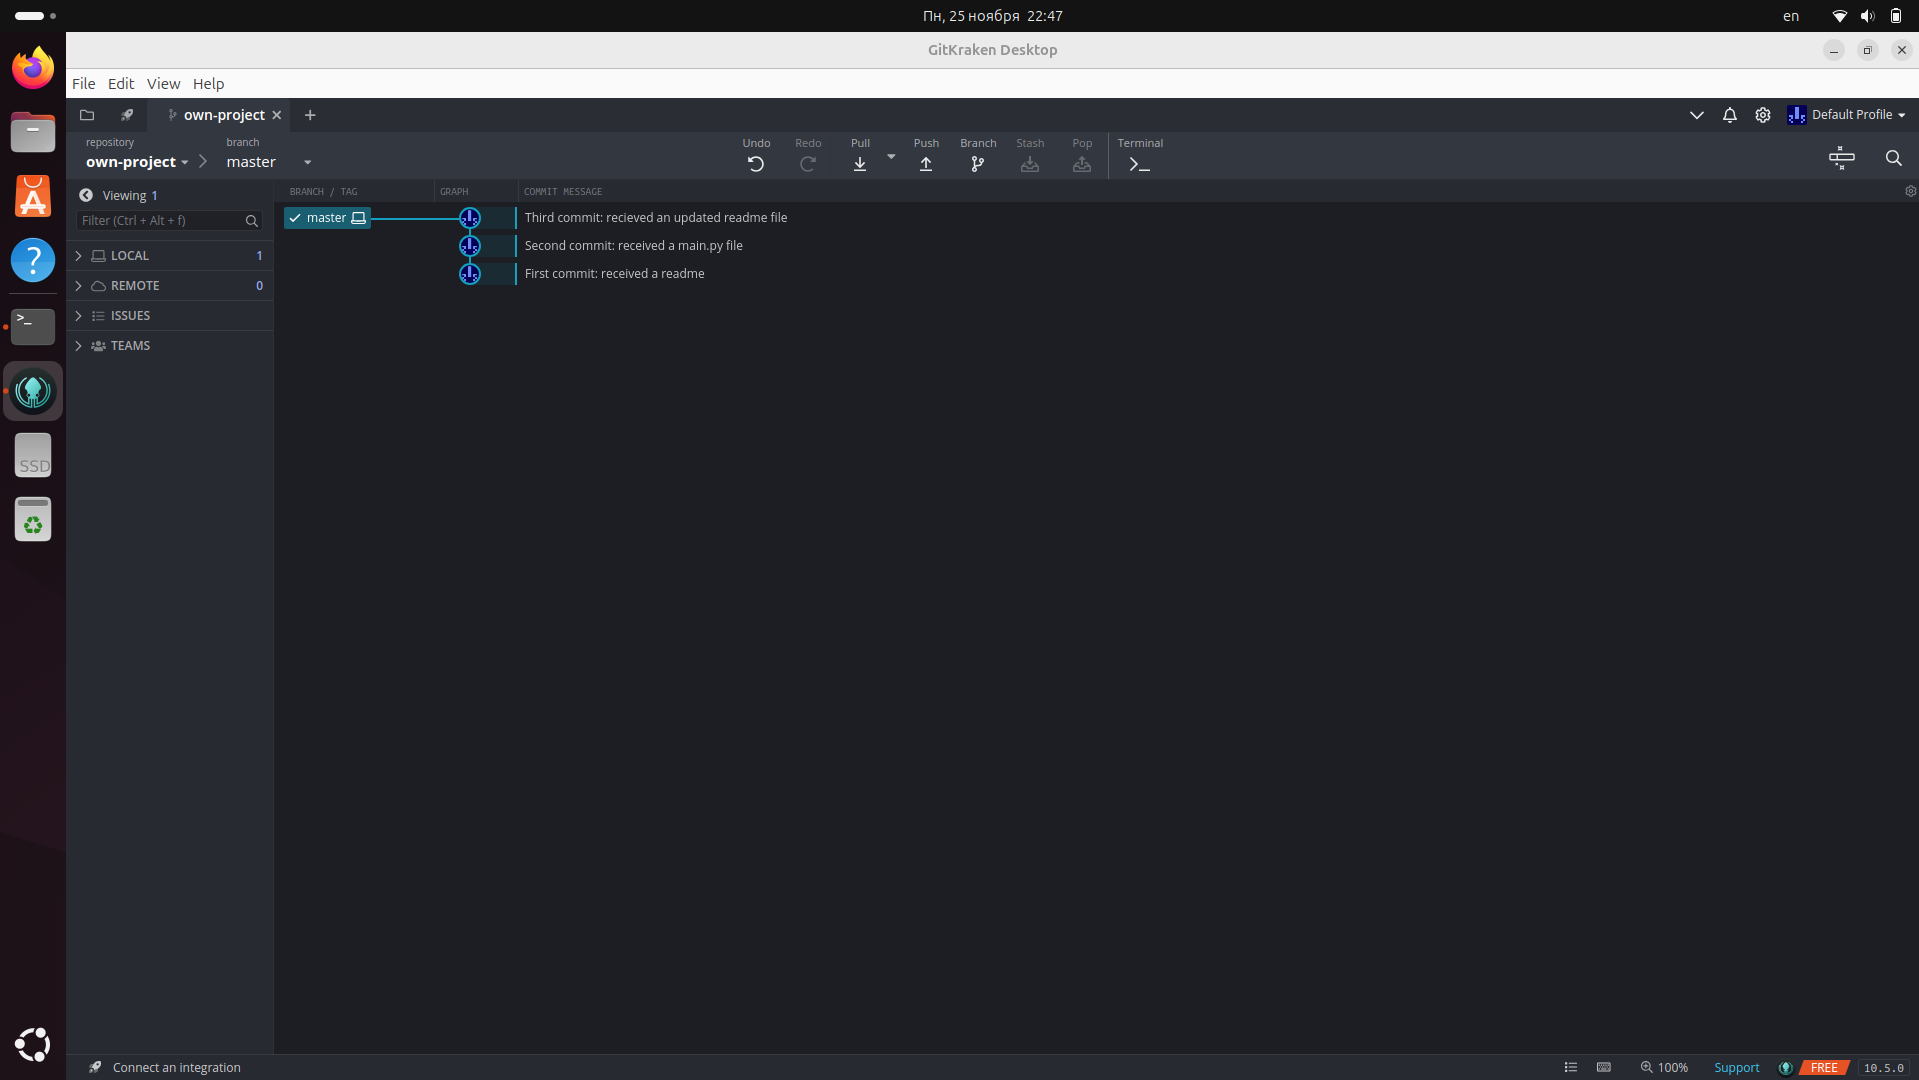 Пн, 25 ноября 22:47
en
GitKraken Desktop
File Edit View Help
own-project
Default Profile
repository
own-project
branch
master
Undo
Redo
Pull
Push
Branch
Stash
Pop
Terminal
Viewing 1
Filter (Ctrl + Alt + f)
LOCAL 1
REMOTE 0
ISSUES
TEAMS
BRANCH / TAG
GRAPH
COMMIT MESSAGE
master
Third commit: recieved an updated readme file
Second commit: received a main.py file
First commit: received a readme
>_
SSD
Connect an integration
100%
Support
FREE
10.5.0